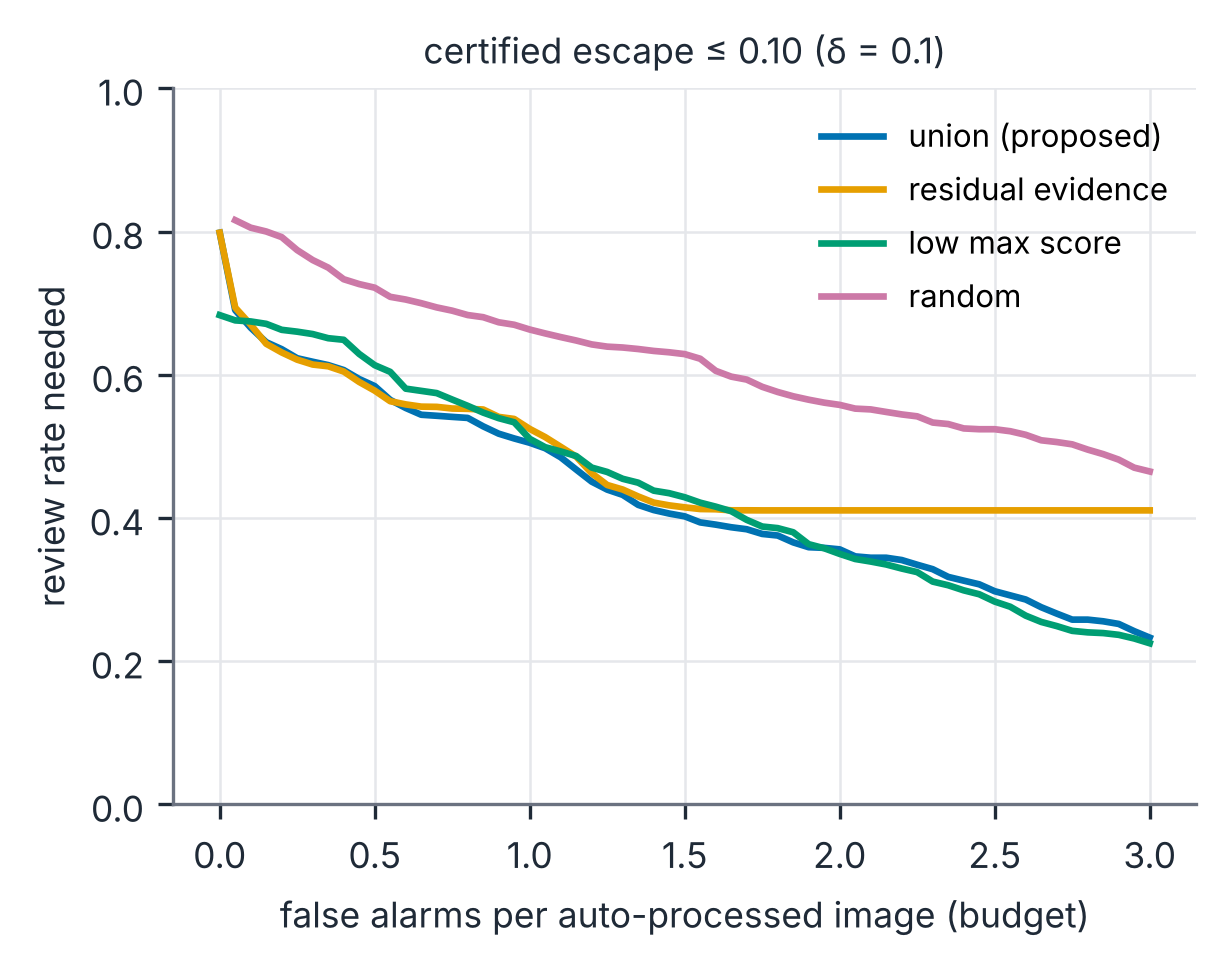 certified escape ≤ 0.10 (δ = 0.1)
1.0
0.8
0.6
0.4
0.2
0.0
review rate needed
union (proposed)
residual evidence
low max score
random
0.0 0.5 1.0 1.5 2.0 2.5 3.0
false alarms per auto-processed image (budget)